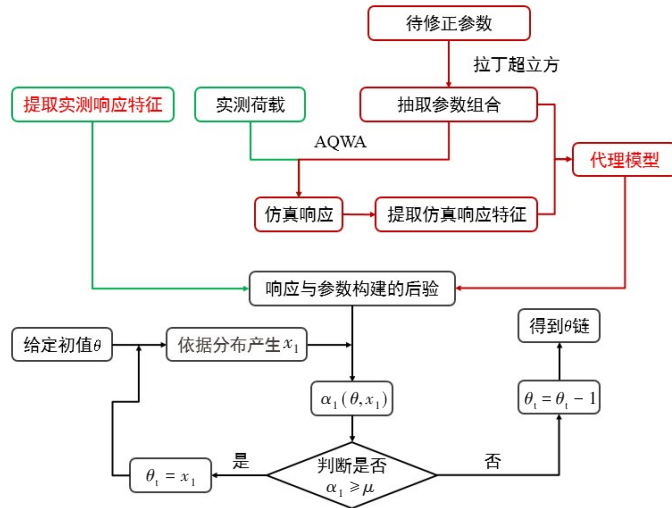 待修正参数
拉丁超立方
提取实测响应特征
实测荷载
抽取参数组合
AQWA
代理模型
仿真响应
提取仿真响应特征
响应与参数构建的后验
得到θ链
给定初值θ
依据分布产生x₁
α₁(θ,x₁)
θₜ=θₜ−1
是
判断是否
α₁⩾μ
否
θₜ=x₁